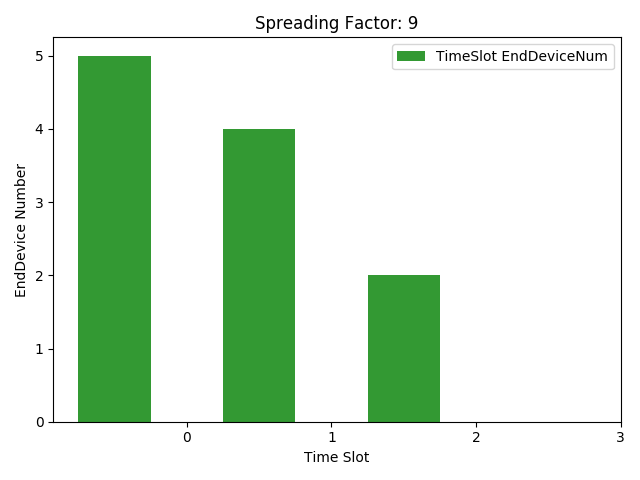 Spreading Factor: 9
TimeSlot EndDeviceNum
EndDevice Number
5
4
3
2
1
0
0 1 2 3
Time Slot